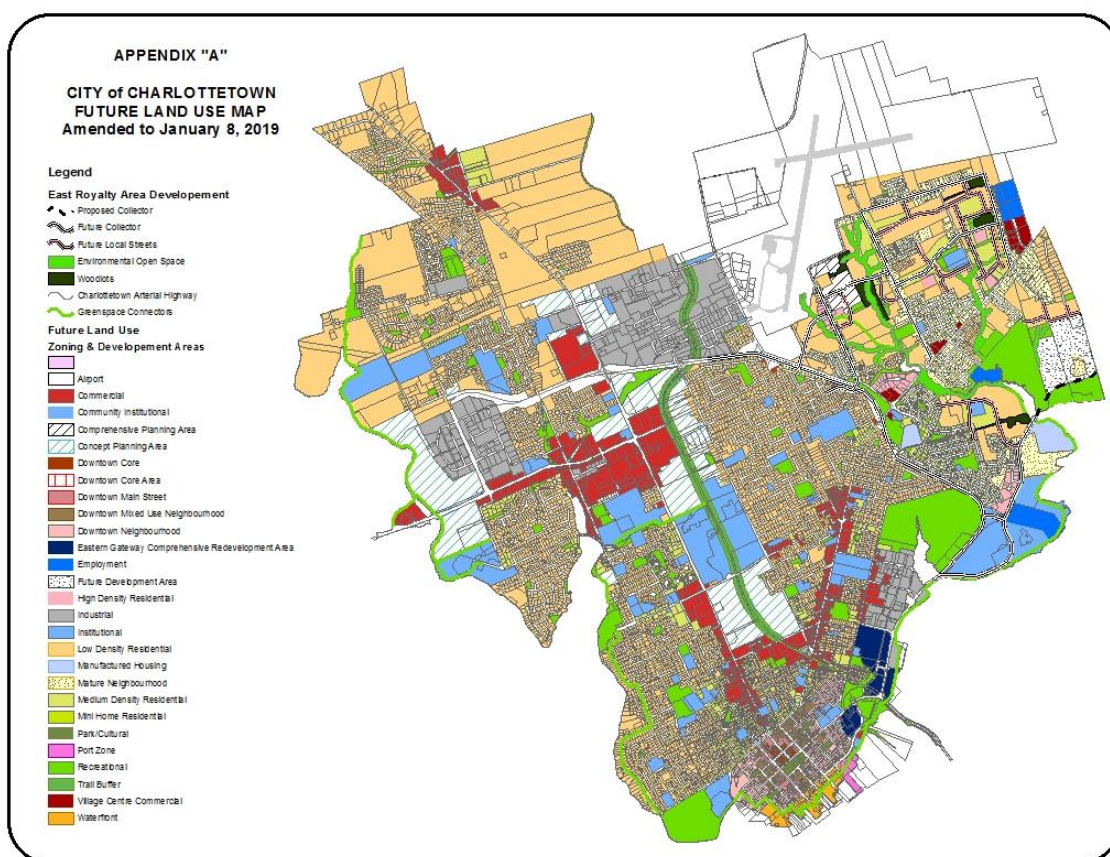 APPENDIX "A"
CITY of CHARLOTTETOWN
FUTURE LAND USE MAP
Amended to January 8, 2019
Legend
East Royalty Area Developement
Proposed Collector
Future Collector
Future Local Streets
Environmental Open Space
Woodlots
Charlottetown Arterial Highway
Greenspace Connectors
Future Land Use
Zoning & Developement Areas
Airport
Commercial
Community Institutional
Comprehensive Planning Area
Concept Planning Area
Downtown Core
Downtown Core Area
Downtown Main Street
Downtown Mixed Use Neighbourhood
Downtown Neighbourhood
Eastern Gateway Comprehensive Redevelopment Area
Employment
Future Development Area
High Density Residential
Industrial
Institutional
Low Density Residential
Manufactured Housing
Mature Neighbourhood
Medium Density Residential
Mini Home Residential
Park/Cultural
Port Zone
Recreational
Trail Buffer
Village Centre Commercial
Waterfront